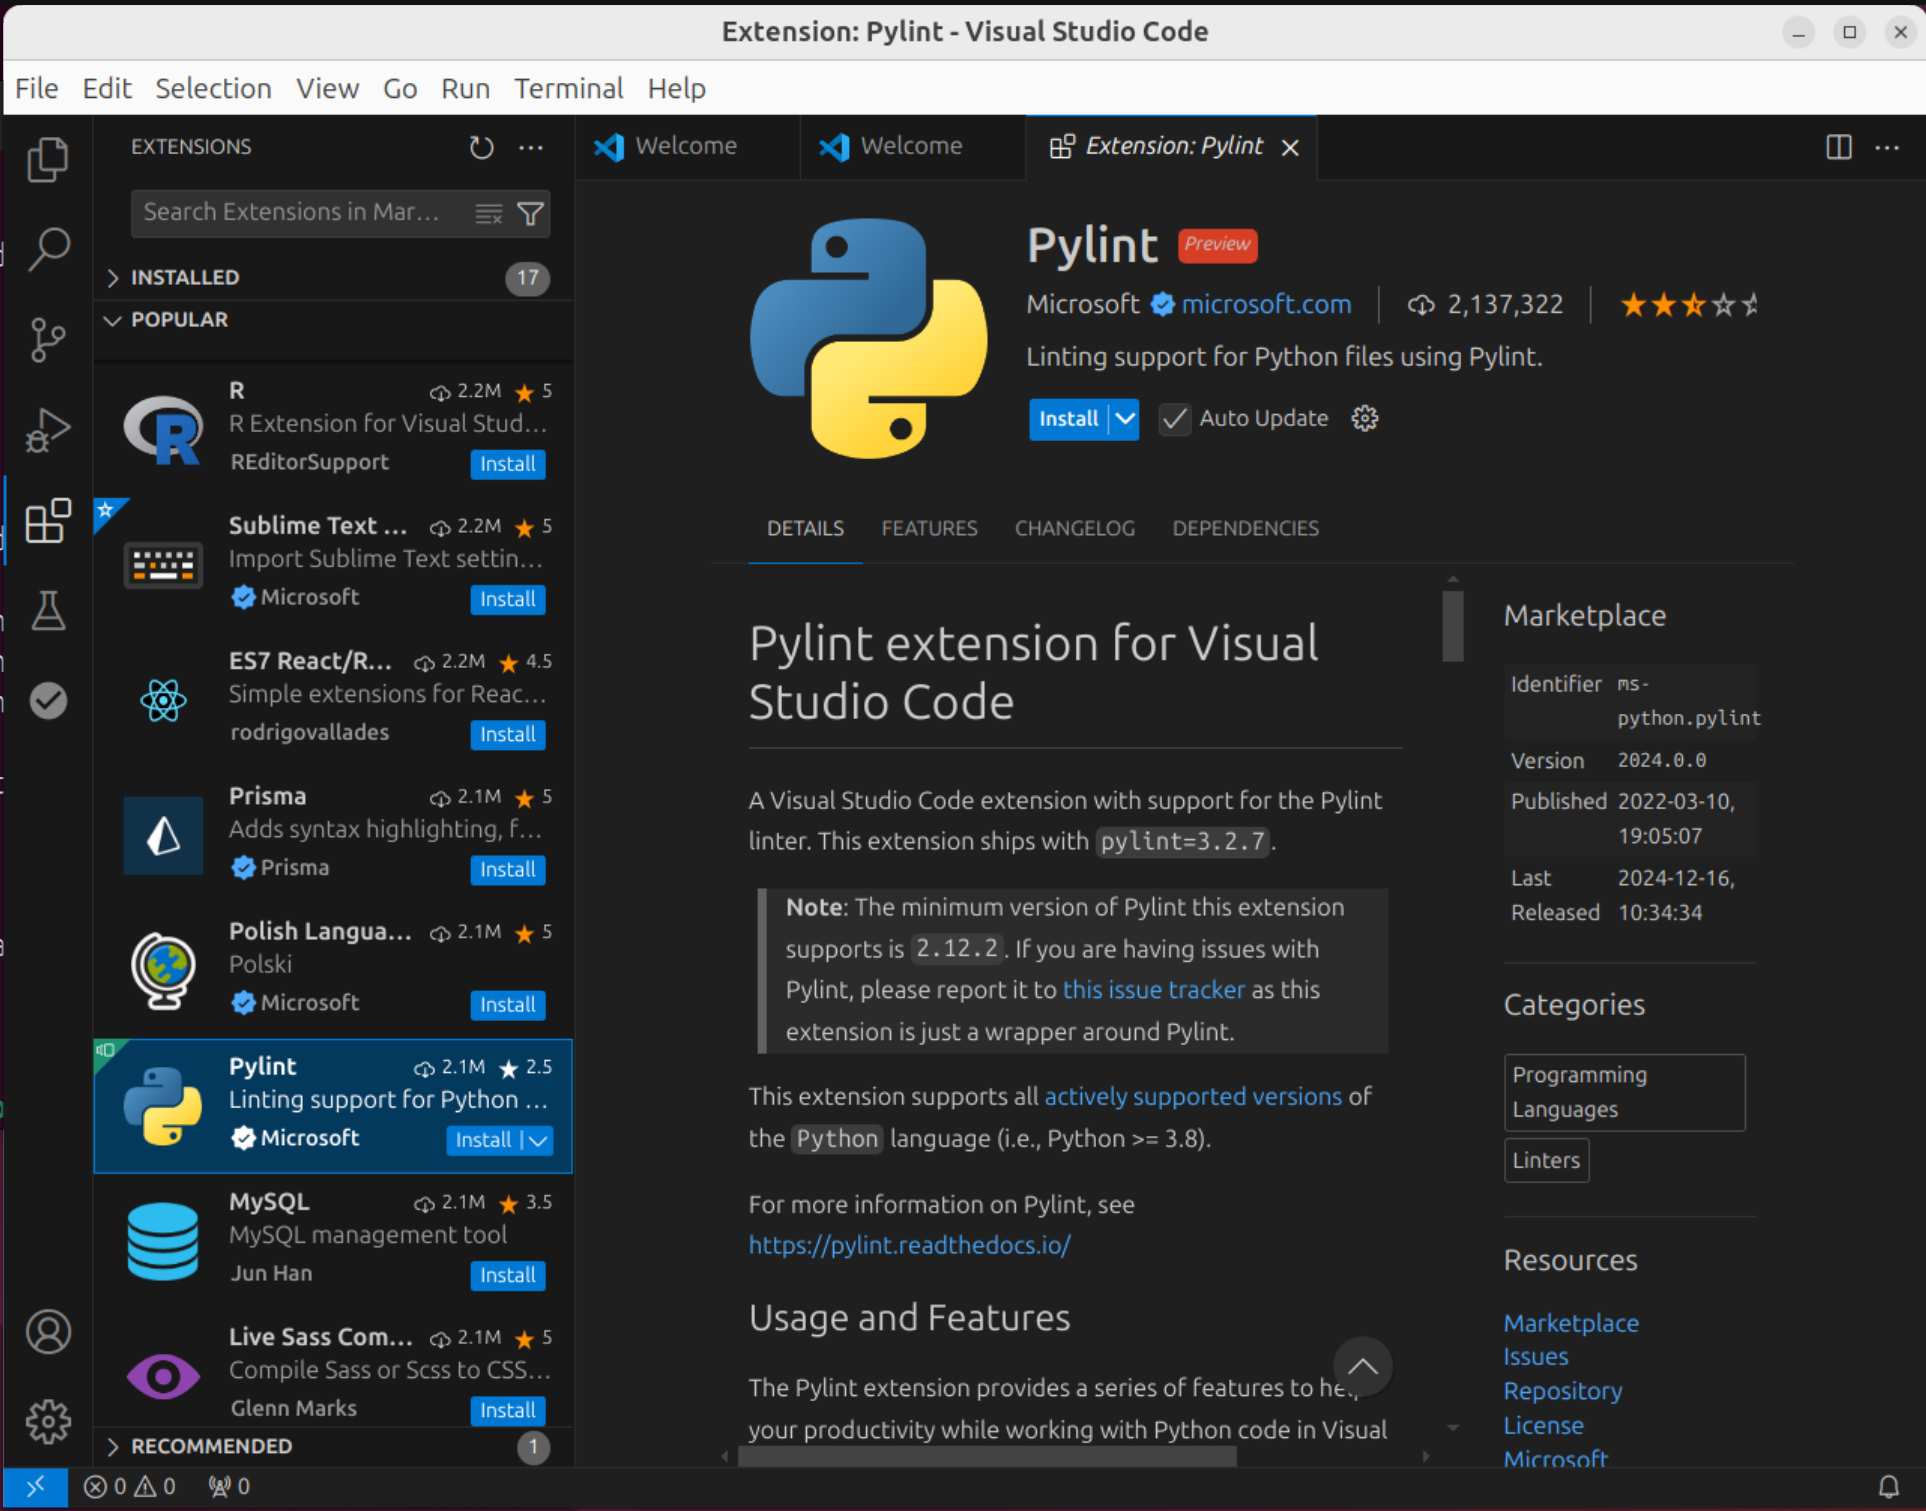 Extension: Pylint - Visual Studio Code
File Edit Selection View Go Run Terminal Help
EXTENSIONS
Search Extensions in Mar...
INSTALLED 17
POPULAR
R 2.2M 5
R Extension for Visual Stud...
REditorSupport Install
Sublime Text ... 2.2M 5
Import Sublime Text settin...
Microsoft Install
ES7 React/R... 2.2M 4.5
Simple extensions for Reac...
rodrigovallades Install
Prisma 2.1M 5
Adds syntax highlighting, f...
Prisma Install
Polish Langua... 2.1M 5
Polski
Microsoft Install
Pylint 2.1M 2.5
Linting support for Python ...
Microsoft Install
MySQL 2.1M 3.5
MySQL management tool
Jun Han Install
Live Sass Com... 2.1M 5
Compile Sass or Scss to CSS...
Glenn Marks Install
RECOMMENDED 1
Welcome Welcome Extension: Pylint
Pylint Preview
Microsoft microsoft.com 2,137,322
Linting support for Python files using Pylint.
Install Auto Update
DETAILS FEATURES CHANGELOG DEPENDENCIES
Pylint extension for Visual
Studio Code
A Visual Studio Code extension with support for the Pylint
linter. This extension ships with pylint=3.2.7.
Note: The minimum version of Pylint this extension
supports is 2.12.2. If you are having issues with
Pylint, please report it to this issue tracker as this
extension is just a wrapper around Pylint.
This extension supports all actively supported versions of
the Python language (i.e., Python >= 3.8).
For more information on Pylint, see
https://pylint.readthedocs.io/
Usage and Features
The Pylint extension provides a series of features to help
your productivity while working with Python code in Visual
Marketplace
Identifier ms-
python.pylint
Version 2024.0.0
Published 2022-03-10,
19:05:07
Last 2024-12-16,
Released 10:34:34
Categories
Programming
Languages
Linters
Resources
Marketplace
Issues
Repository
License
Microsoft
0 0 0